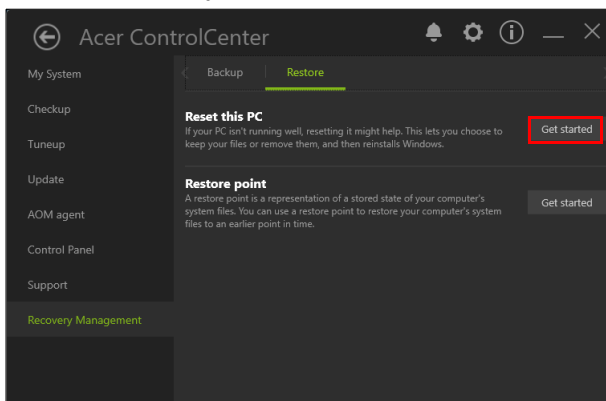 Acer ControlCenter
My System
Checkup
Tuneup
Update
AOM agent
Control Panel
Support
Recovery Management
Backup
Restore
Reset this PC
If your PC isn't running well, resetting it might help. This lets you choose to
keep your files or remove them, and then reinstalls Windows.
Get started
Restore point
A restore point is a representation of a stored state of your computer's
system files. You can use a restore point to restore your computer's system
files to an earlier point in time.
Get started